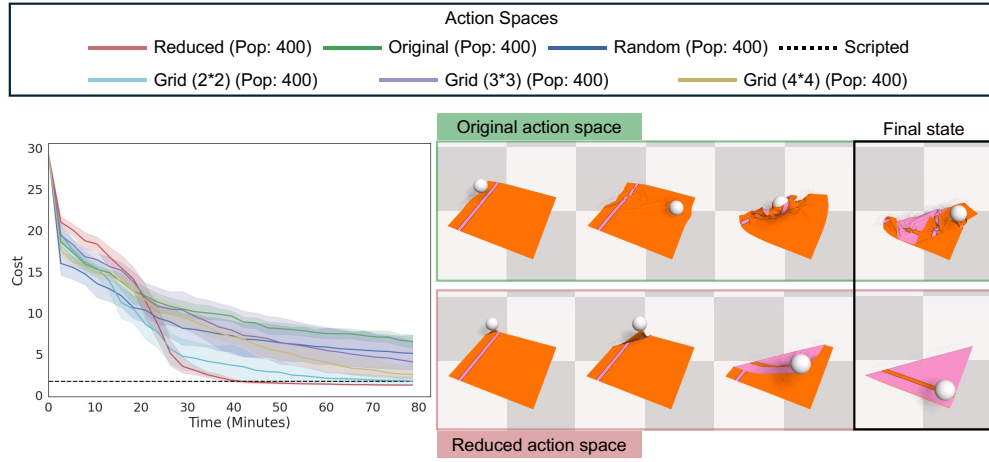 Action Spaces
Reduced (Pop: 400) Original (Pop: 400) Random (Pop: 400) Scripted
Grid (2*2) (Pop: 400) Grid (3*3) (Pop: 400) Grid (4*4) (Pop: 400)
Original action space
Final state
30
25
20
15
10
5
0
Cost
0 10 20 30 40 50 60 70 80
Time (Minutes)
Reduced action space